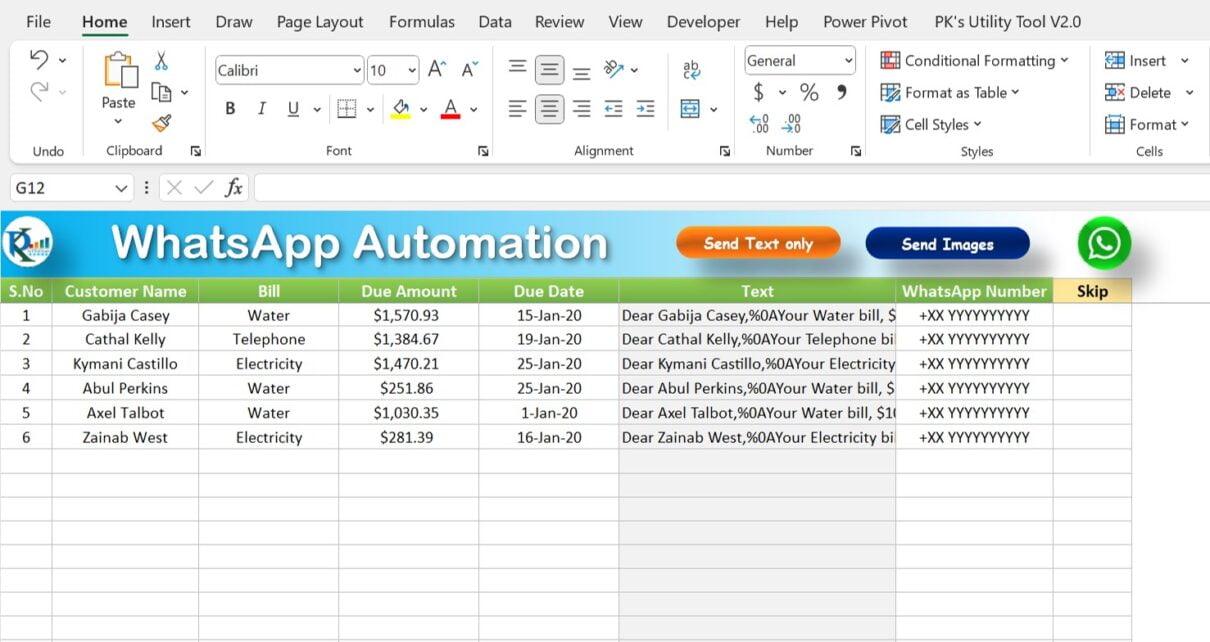 File Home Insert Draw Page Layout Formulas Data Review View Developer Help Power Pivot PK's Utility Tool V2.0
Calibri 10 A A ab General Conditional Formatting Insert
Paste $ % Format as Table Delete
B I U A .00 .00 Cell Styles Format
Undo Clipboard Font Alignment Number Styles Cells
G12 fx
WhatsApp Automation Send Text only Send Images
S.No Customer Name Bill Due Amount Due Date Text WhatsApp Number Skip
1 Gabija Casey Water $1,570.93 15-Jan-20 Dear Gabija Casey,%0AYour Water bill, $ +XX YYYYYYYYYY
2 Cathal Kelly Telephone $1,384.67 19-Jan-20 Dear Cathal Kelly,%0AYour Telephone bi +XX YYYYYYYYYY
3 Kymani Castillo Electricity $1,470.21 25-Jan-20 Dear Kymani Castillo,%0AYour Electricity +XX YYYYYYYYYY
4 Abul Perkins Water $251.86 25-Jan-20 Dear Abul Perkins,%0AYour Water bill, $ +XX YYYYYYYYYY
5 Axel Talbot Water $1,030.35 1-Jan-20 Dear Axel Talbot,%0AYour Water bill, $1 +XX YYYYYYYYYY
6 Zainab West Electricity $281.39 16-Jan-20 Dear Zainab West,%0AYour Electricity bi +XX YYYYYYYYYY